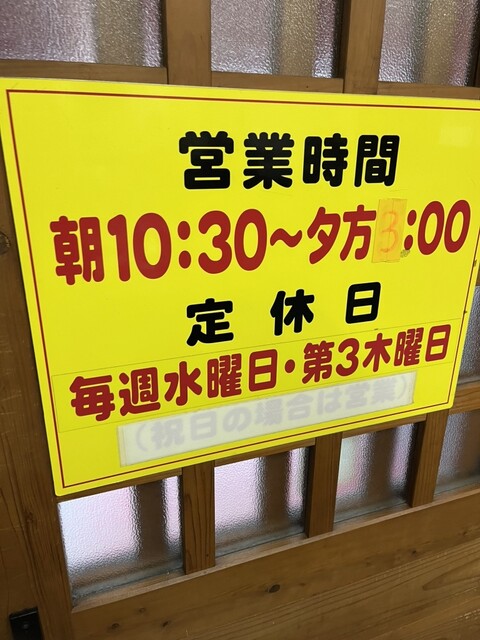 営業時間
朝10:30～夕方3:00
定休日
毎週水曜日・第3木曜日
(祝日の場合は営業)